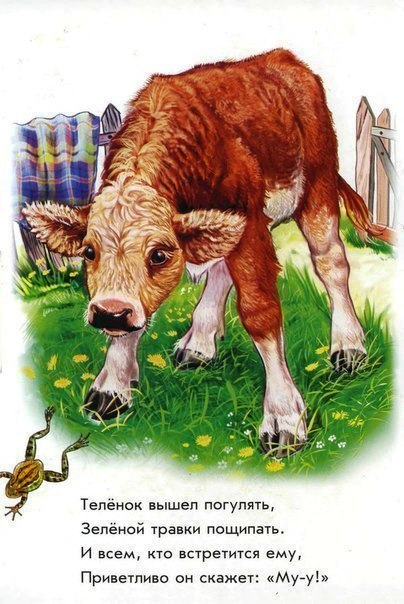 Телёнок вышел погулять,
Зелёной травки пощипать.
И всем, кто встретится ему,
Приветливо он скажет: «Му-у!»